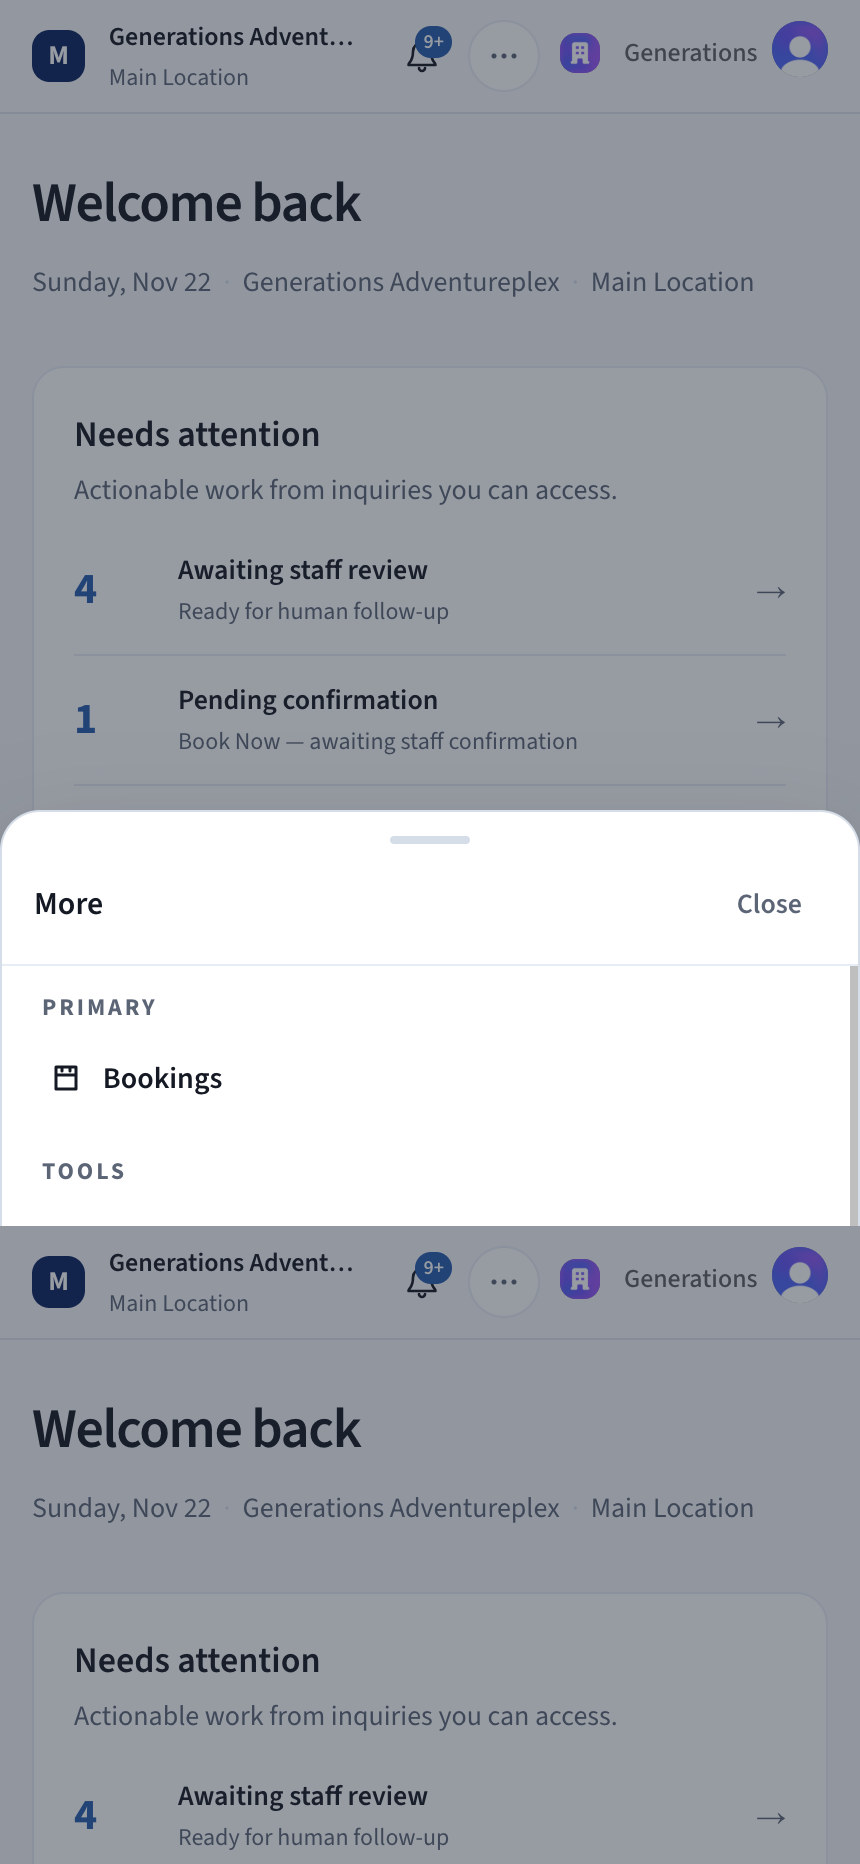 M
Generations Advent…
Main Location
9+
Generations
Welcome back
Sunday, Nov 22 · Generations Adventureplex · Main Location
Needs attention
Actionable work from inquiries you can access.
4
Awaiting staff review
Ready for human follow-up
→
1
Pending confirmation
Book Now — awaiting staff confirmation
→
More
Close
PRIMARY
Bookings
TOOLS
M
Generations Advent…
Main Location
9+
Generations
Welcome back
Sunday, Nov 22 · Generations Adventureplex · Main Location
Needs attention
Actionable work from inquiries you can access.
4
Awaiting staff review
Ready for human follow-up
→